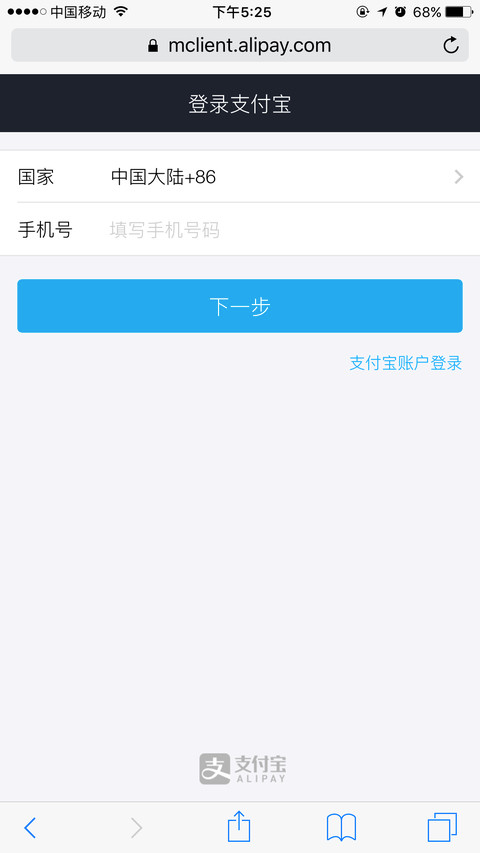 中国移动 下午5:25 68%
mclient.alipay.com
登录支付宝
国家 中国大陆+86
手机号 填写手机号码
下一步
支付宝账户登录
支 支付宝
ALIPAY